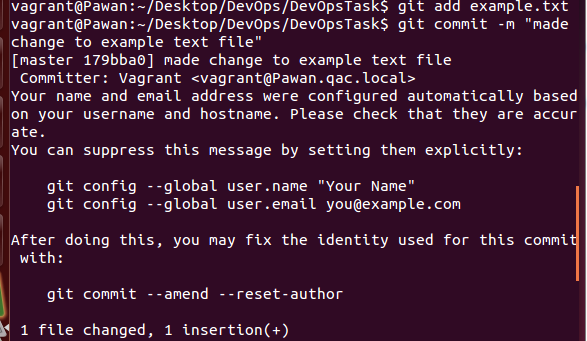 vagrant@Pawan:~/Desktop/DevOps/DevOpsTask$ git add example.txt
vagrant@Pawan:~/Desktop/DevOps/DevOpsTask$ git commit -m "made
change to example text file"
[master 179bba0] made change to example text file
 Committer: Vagrant <vagrant@Pawan.qac.local>
Your name and email address were configured automatically based
on your username and hostname. Please check that they are accur
ate.
You can suppress this message by setting them explicitly:

    git config --global user.name "Your Name"
    git config --global user.email you@example.com

After doing this, you may fix the identity used for this commit
 with:

    git commit --amend --reset-author

 1 file changed, 1 insertion(+)